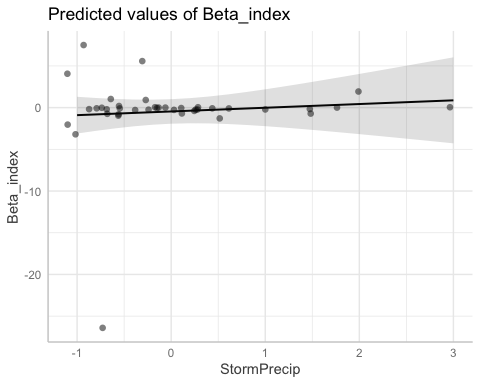 Predicted values of Beta_index
0
-10
-20
Beta_index
-1
0
1
2
3
StormPrecip